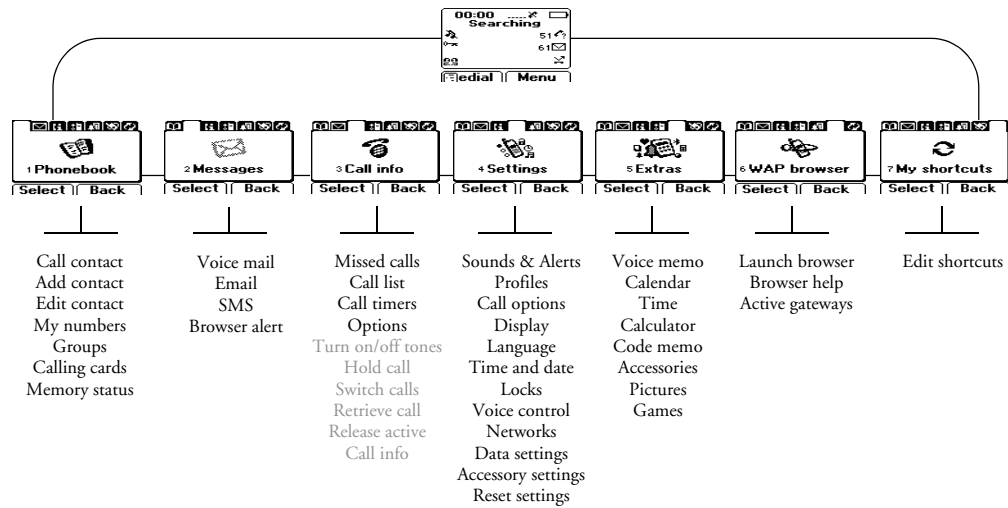 00:00
Searching
51
61
edial Menu
1 Phonebook
Select Back
2 Messages
Select Back
3 Call info
Select Back
4 Settings
Select Back
5 Extras
Select Back
6 WAP browser
Select Back
7 My shortcuts
Select Back
Call contact
Add contact
Edit contact
My numbers
Groups
Calling cards
Memory status
Voice mail
Email
SMS
Browser alert
Missed calls
Call list
Call timers
Options
Turn on/off tones
Hold call
Switch calls
Retrieve call
Release active
Call info
Sounds & Alerts
Profiles
Call options
Display
Language
Time and date
Locks
Voice control
Networks
Data settings
Accessory settings
Reset settings
Voice memo
Calendar
Time
Calculator
Code memo
Accessories
Pictures
Games
Launch browser
Browser help
Active gateways
Edit shortcuts